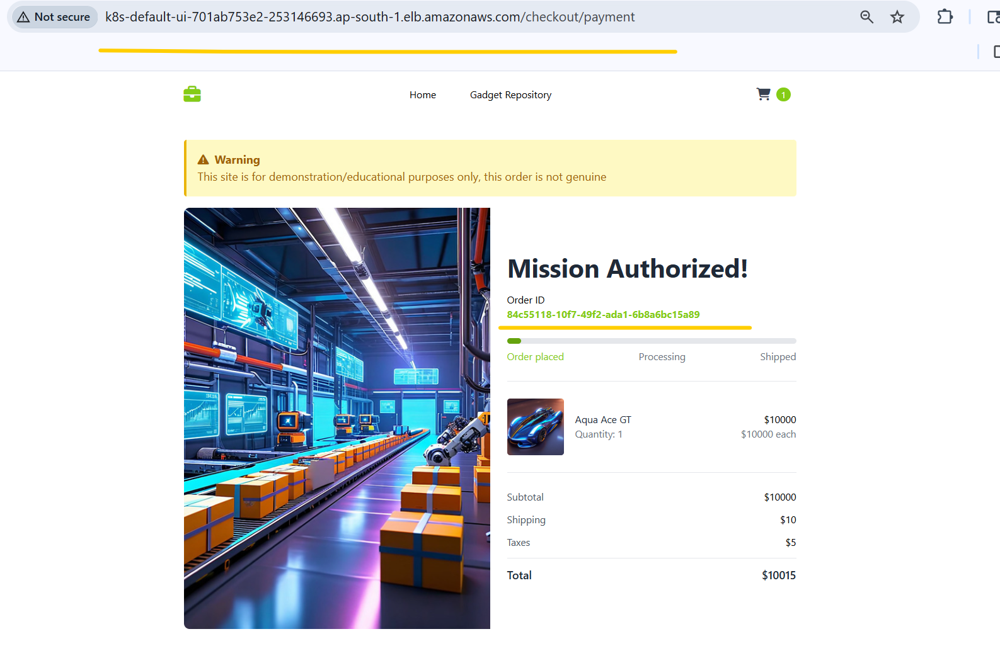 Not secure k8s-default-ui-701ab753e2-253146693.ap-south-1.elb.amazonaws.com/checkout/payment
Home Gadget Repository 1
Warning
This site is for demonstration/educational purposes only, this order is not genuine
Mission Authorized!
Order ID
84c55118-10f7-49f2-ada1-6b8a6bc15a89
Order placed Processing Shipped
Aqua Ace GT $10000
Quantity: 1 $10000 each
Subtotal $10000
Shipping $10
Taxes $5
Total $10015